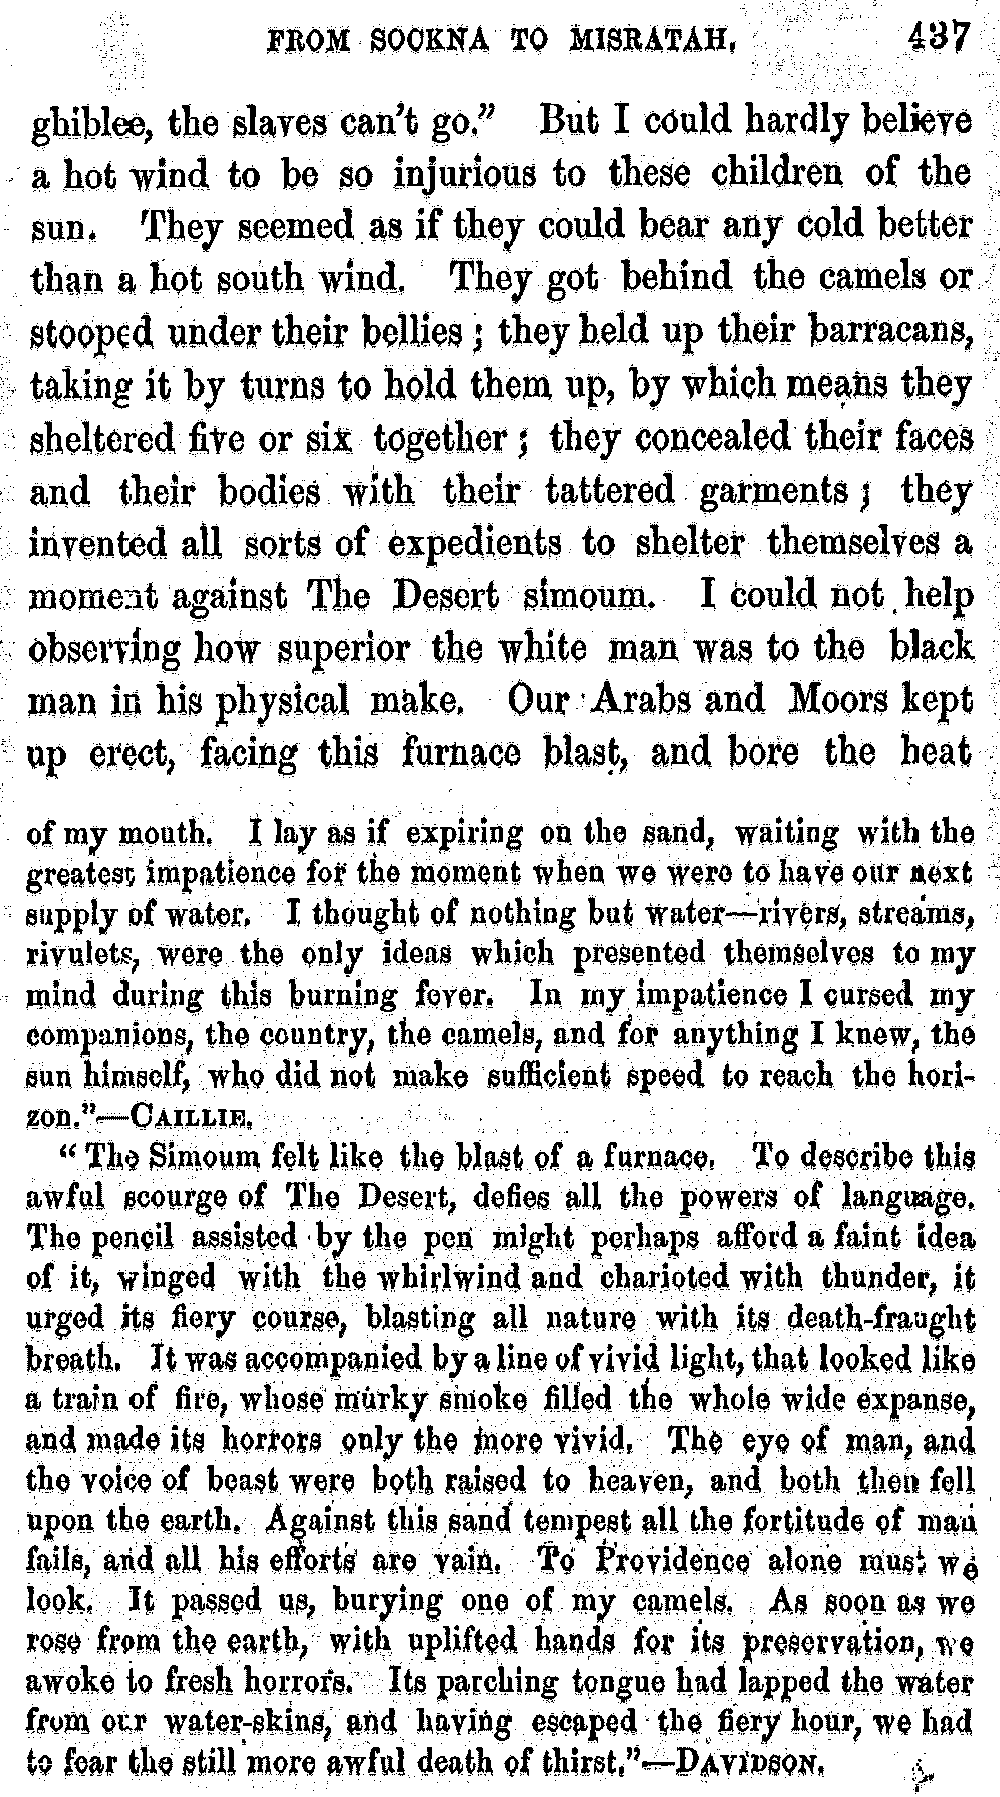 FROM SOCKNA TO MISRATAH. 437
ghiblee, the slaves can't go." But I could hardly believe
a hot wind to be so injurious to these children of the
sun. They seemed as if they could bear any cold better
than a hot south wind. They got behind the camels or
stooped under their bellies; they held up their barracans,
taking it by turns to hold them up, by which means they
sheltered five or six together; they concealed their faces
and their bodies with their tattered garments; they
invented all sorts of expedients to shelter themselves a
moment against The Desert simoum. I could not help
observing how superior the white man was to the black
man in his physical make. Our Arabs and Moors kept
up erect, facing this furnace blast, and bore the heat
of my mouth. I lay as if expiring on the sand, waiting with the
greatest impatience for the moment when we were to have our next
supply of water. I thought of nothing but water—rivers, streams,
rivulets, were the only ideas which presented themselves to my
mind during this burning fever. In my impatience I cursed my
companions, the country, the camels, and for anything I knew, the
sun himself, who did not make sufficient speed to reach the hori-
zon."—CAILLIE.
"The Simoum felt like the blast of a furnace. To describe this
awful scourge of The Desert, defies all the powers of language.
The pencil assisted by the pen might perhaps afford a faint idea
of it, winged with the whirlwind and charioted with thunder, it
urged its fiery course, blasting all nature with its death-fraught
breath. It was accompanied by a line of vivid light, that looked like
a train of fire, whose murky smoke filled the whole wide expanse,
and made its horrors only the more vivid. The eye of man, and
the voice of beast were both raised to heaven, and both then fell
upon the earth. Against this sand tempest all the fortitude of man
fails, and all his efforts are vain. To Providence alone must we
look. It passed us, burying one of my camels. As soon as we
rose from the earth, with uplifted hands for its preservation, we
awoke to fresh horrors. Its parching tongue had lapped the water
from our water-skins, and having escaped the fiery hour, we had
to fear the still more awful death of thirst."—DAVIDSON.